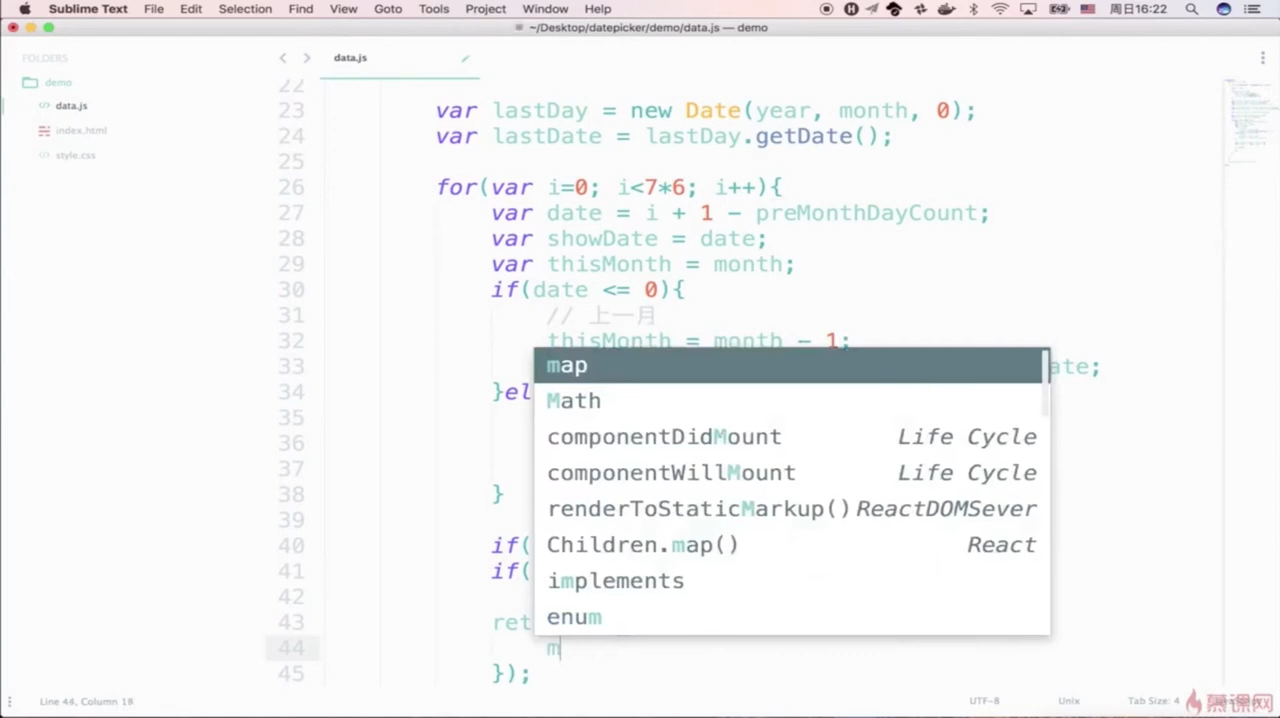 Sublime Text File Edit Selection Find View Goto Tools Project Window Help 周日16:22
~/Desktop/datepicker/demo/data.js — demo
FOLDERS
demo
data.js
index.html
style.css
data.js
22
23 var lastDay = new Date(year, month, 0);
24 var lastDate = lastDay.getDate();
25
26 for(var i=0; i<7*6; i++){
27 var date = i + 1 - preMonthDayCount;
28 var showDate = date;
29 var thisMonth = month;
30 if(date <= 0){
31 // 上一月
32 thisMonth = month - 1;
33 ate;
34 }el
35
36
37
38 }
39
40 if(
41 if(
42
43 ret
44 m
45 });
map
Math
componentDidMount Life Cycle
componentWillMount Life Cycle
renderToStaticMarkup() ReactDOMSever
Children.map() React
implements
enum
Line 44, Column 18 UTF-8 Unix Tab Size: 4
慕课网